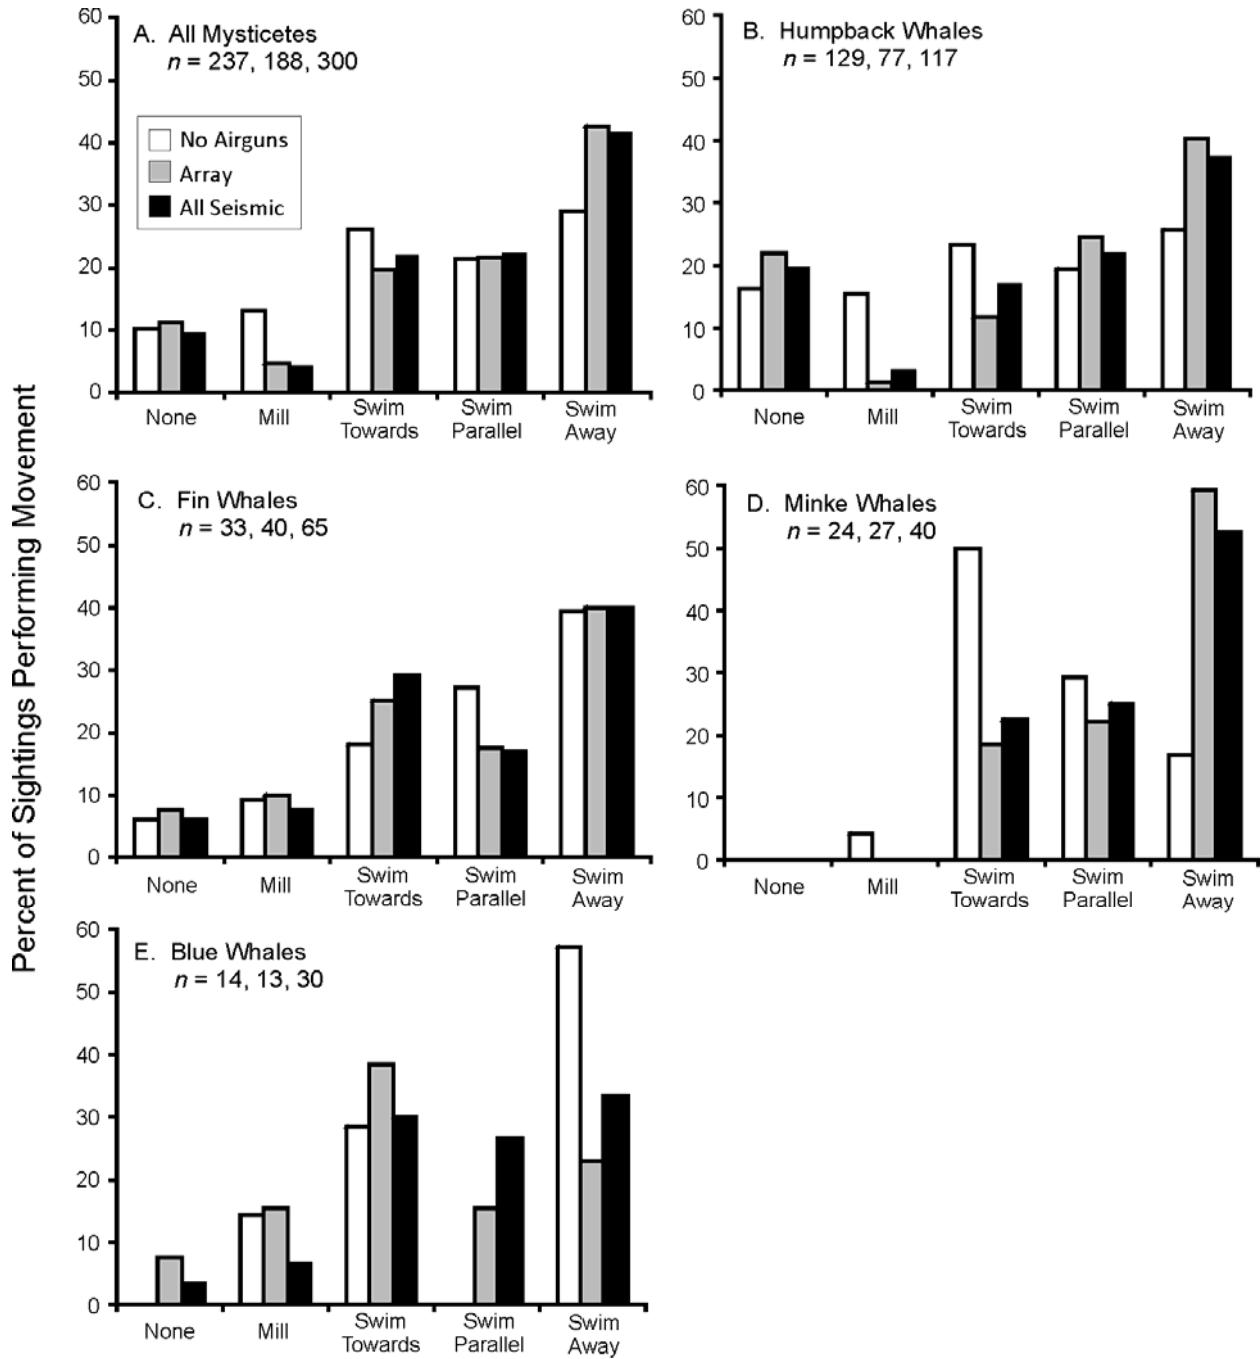 Percent of Sightings Performing Movement
A. All Mysticetes
n = 237, 188, 300
No Airguns
Array
All Seismic
60
50
40
30
20
10
0
None
Mill
Swim
Towards
Swim
Parallel
Swim
Away
B. Humpback Whales
n = 129, 77, 117
60
50
40
30
20
10
0
None
Mill
Swim
Towards
Swim
Parallel
Swim
Away
C. Fin Whales
n = 33, 40, 65
60
50
40
30
20
10
0
None
Mill
Swim
Towards
Swim
Parallel
Swim
Away
D. Minke Whales
n = 24, 27, 40
60
50
40
30
20
10
0
None
Mill
Swim
Towards
Swim
Parallel
Swim
Away
E. Blue Whales
n = 14, 13, 30
60
50
40
30
20
10
0
None
Mill
Swim
Towards
Swim
Parallel
Swim
Away